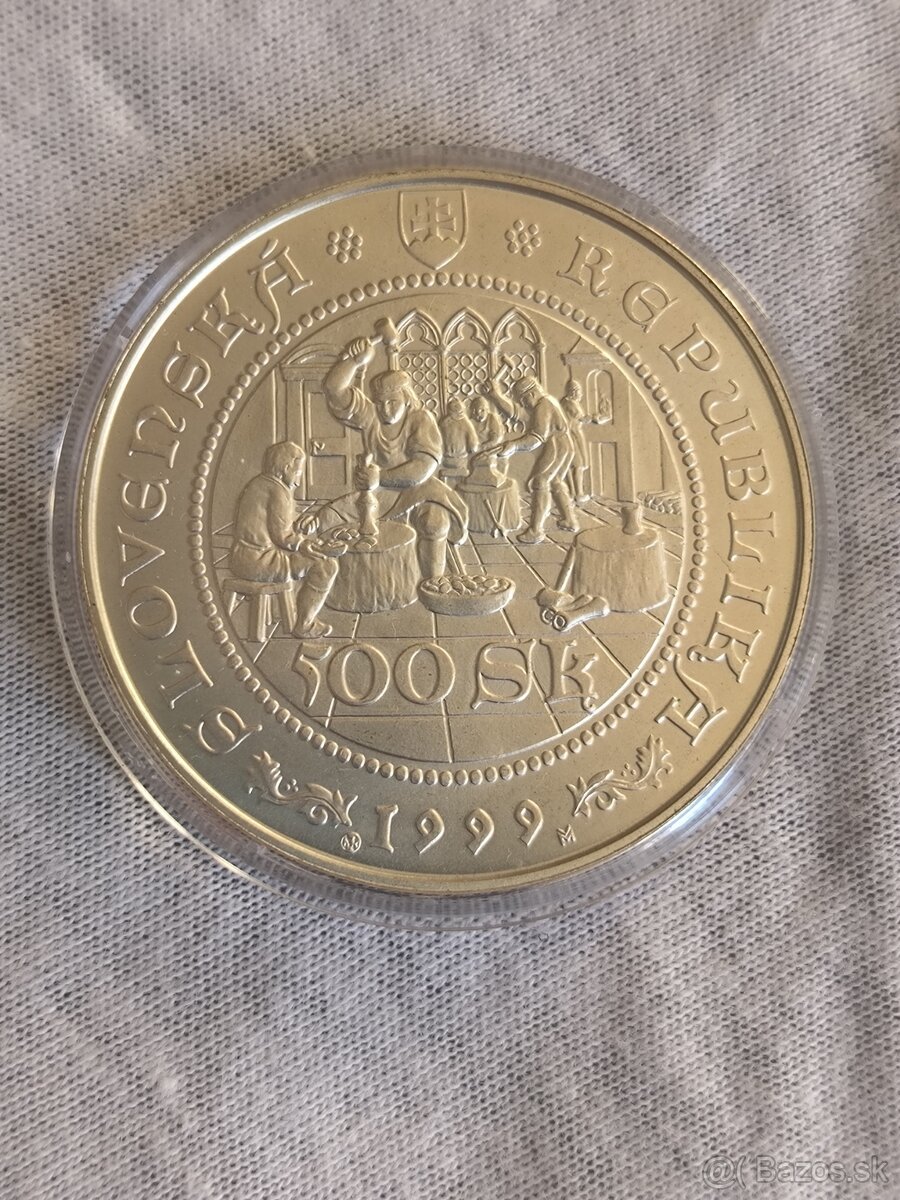 SLOVENSKÁ REPUBLIKA
500 Sk
1999
@( Bazos.sk